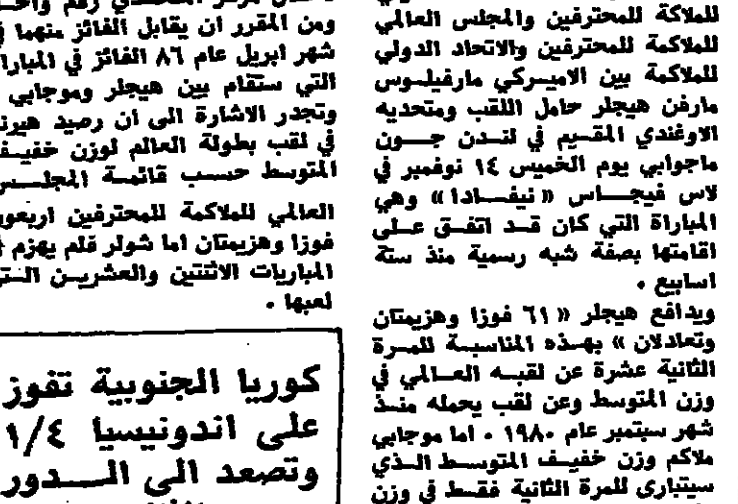 للملاكمة للمحترفين والمجلس العالمي
للملاكمة للمحترفين والاتحاد الدولي
للملاكمة بين الاميركي مارفيلوس
مارفن هيجلر حامل اللقب ومتحديه
الاوغندي المقيم في لندن جون
ماجوابي يوم الخميس ١٤ نوفمبر في
لاس فيجاس « نيفادا » وهي
المباراة التي كان قد اتفق على
اقامتها بصفة شبه رسمية منذ ستة
اسابيع .
ويدافع هيجلر « ٦١ فوزا وهزيمتان
وتعادلان » بهذه المناسبة للمرة
الثانية عشرة عن لقبه العالمي في
وزن المتوسط وعن لقب يحمله منذ
شهر سبتمبر عام ١٩٨٠ . اما موجابي
ملاكم وزن خفيف المتوسط الذي
سيتبارى للمرة الثانية فقط في وزن
ومن المقرر ان يقابل الفائز منهما في
شهر ابريل عام ٨٦ الفائز في المباراة
التي ستقام بين هيجلر وموجابي
وتجدر الاشارة الى ان رصيد
في لقب بطولة العالم لوزن خفيف
المتوسط حسب قائمة المجلس
العالمي للملاكمة للمحترفين
فوزا وهزيمتان اما شولر فلم يهزم
المباريات الاثنتين والعشرين التي
لعبها .
كوريا الجنوبية تفوز
على اندونيسيا ١/٤
وتصعد الى الدور